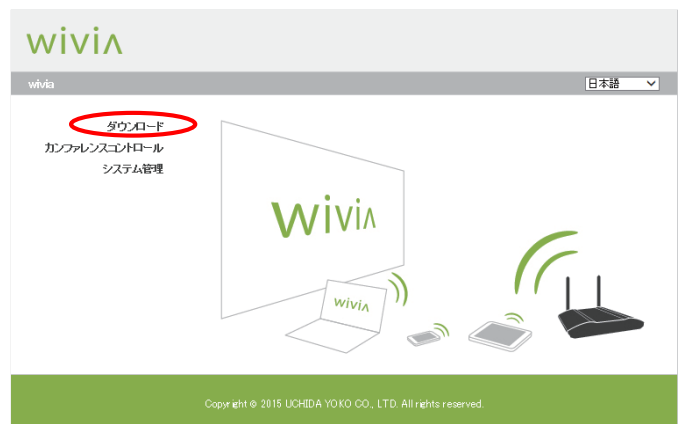 wivia
wivia
日本語
ダウンロード
カンファレンスコントロール
システム管理
wivia
wivia
Copyright © 2015 UCHIDA YOKO CO., LTD. All rights reserved.